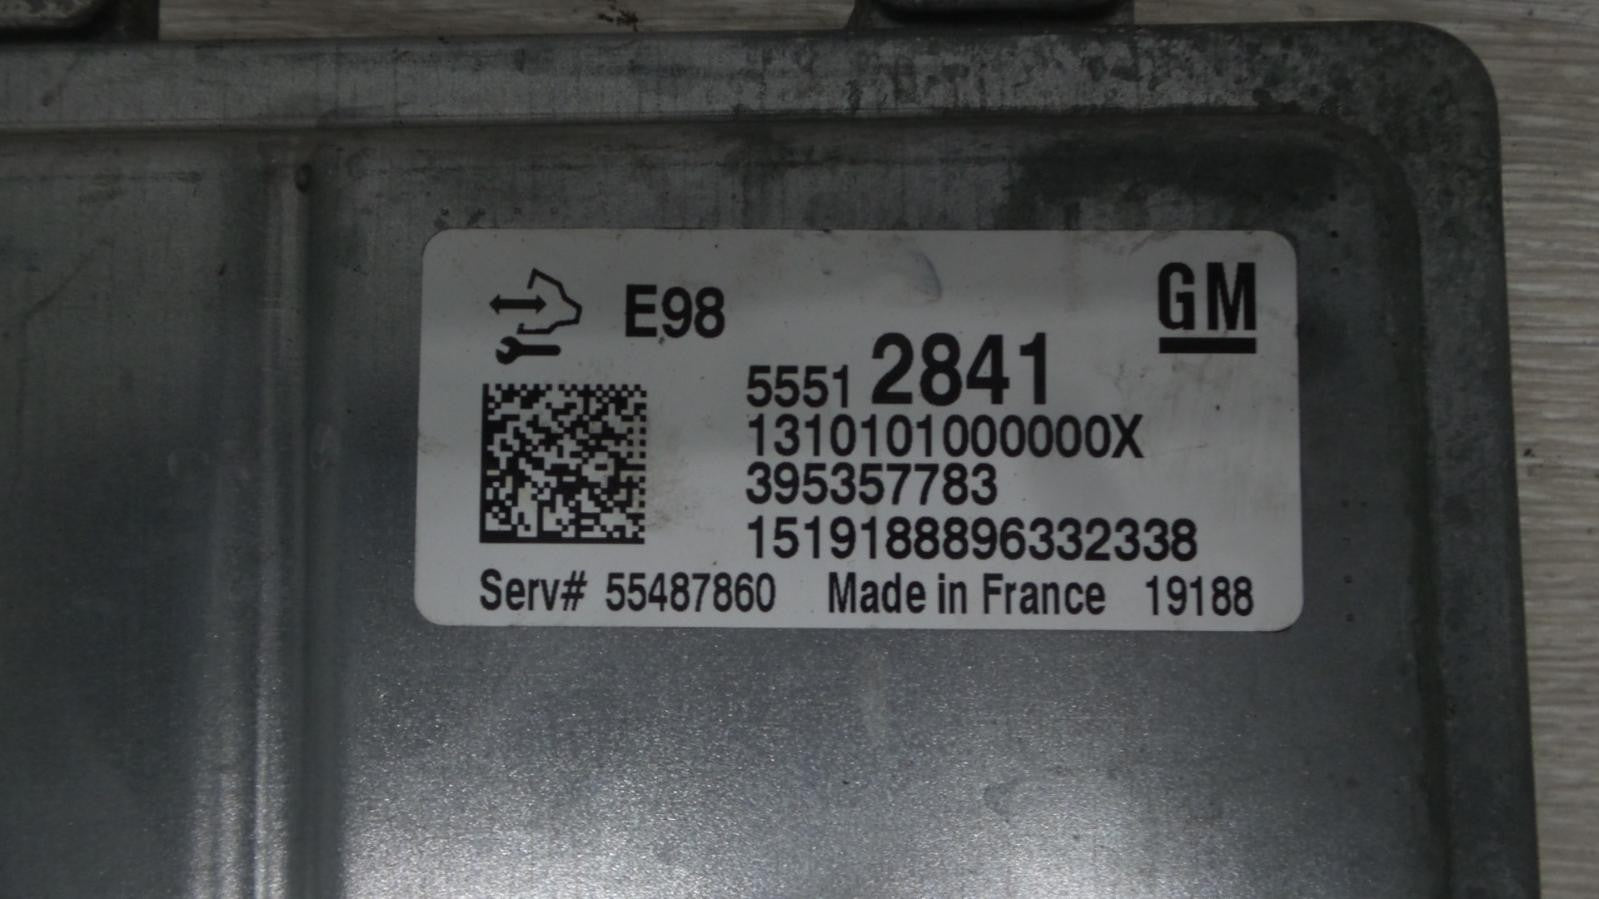 E98
GM
5551 2841
1310101000000X
395357783
1519188896332338
Serv# 55487860 Made in France 19188